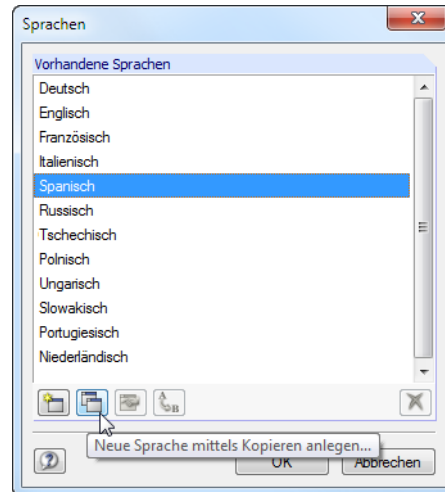 Sprachen
Vorhandene Sprachen
Deutsch
Englisch
Französisch
Italienisch
Spanisch
Russisch
Tschechisch
Polnisch
Ungarisch
Slowakisch
Portugiesisch
Niederländisch
A
B
Neue Sprache mittels Kopieren anlegen...
OK
Abbrechen